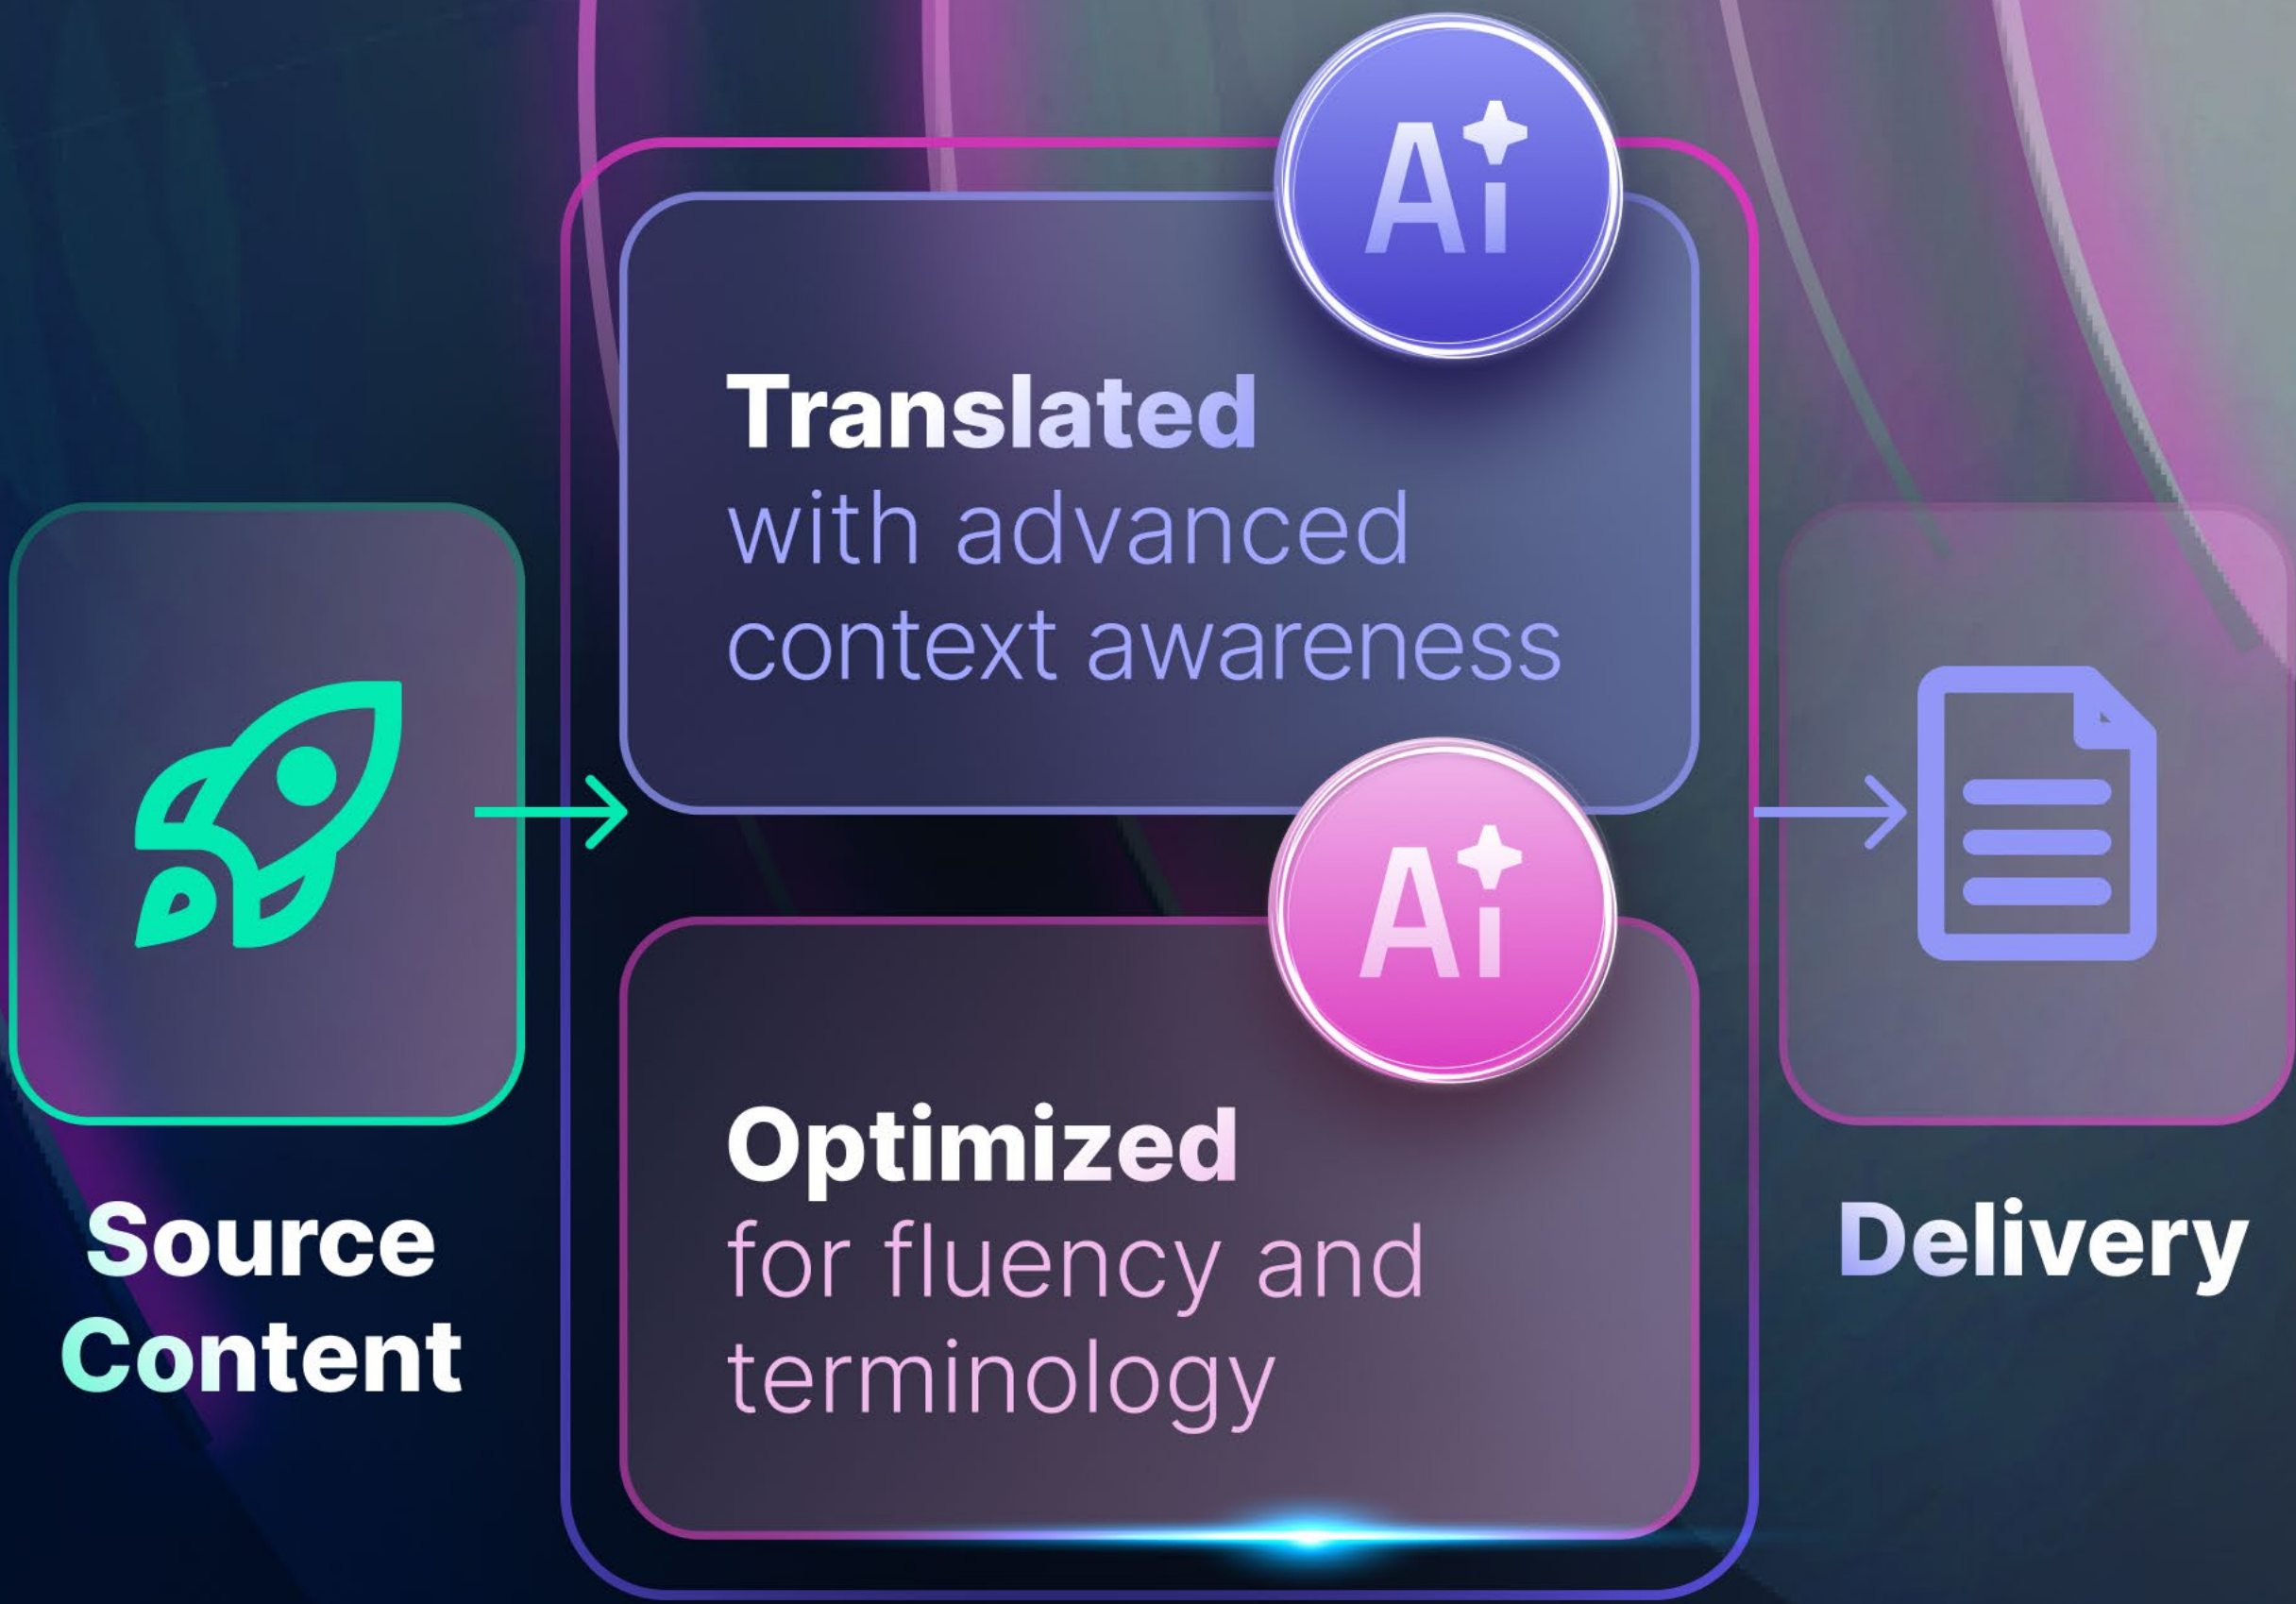 Source
Content
Ai
Translated
with advanced
context awareness
Ai
Optimized
for fluency and
terminology
Delivery